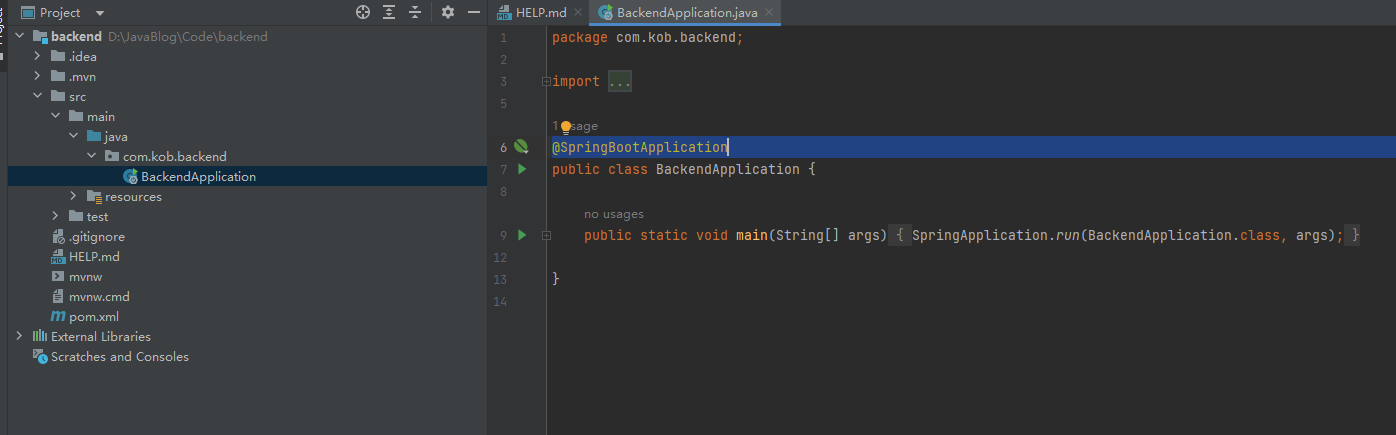 Project
backend D:\JavaBlog\Code\backend
.idea
.mvn
src
main
java
com.kob.backend
BackendApplication
resources
test
.gitignore
HELP.md
mvnw
mvnw.cmd
pom.xml
External Libraries
Scratches and Consoles
HELP.md
BackendApplication.java
1 package com.kob.backend;
2
3 import ...
5
1 usage
6 @SpringBootApplication
7 public class BackendApplication {
8
no usages
9 public static void main(String[] args) { SpringApplication.run(BackendApplication.class, args); }
12
13 }
14